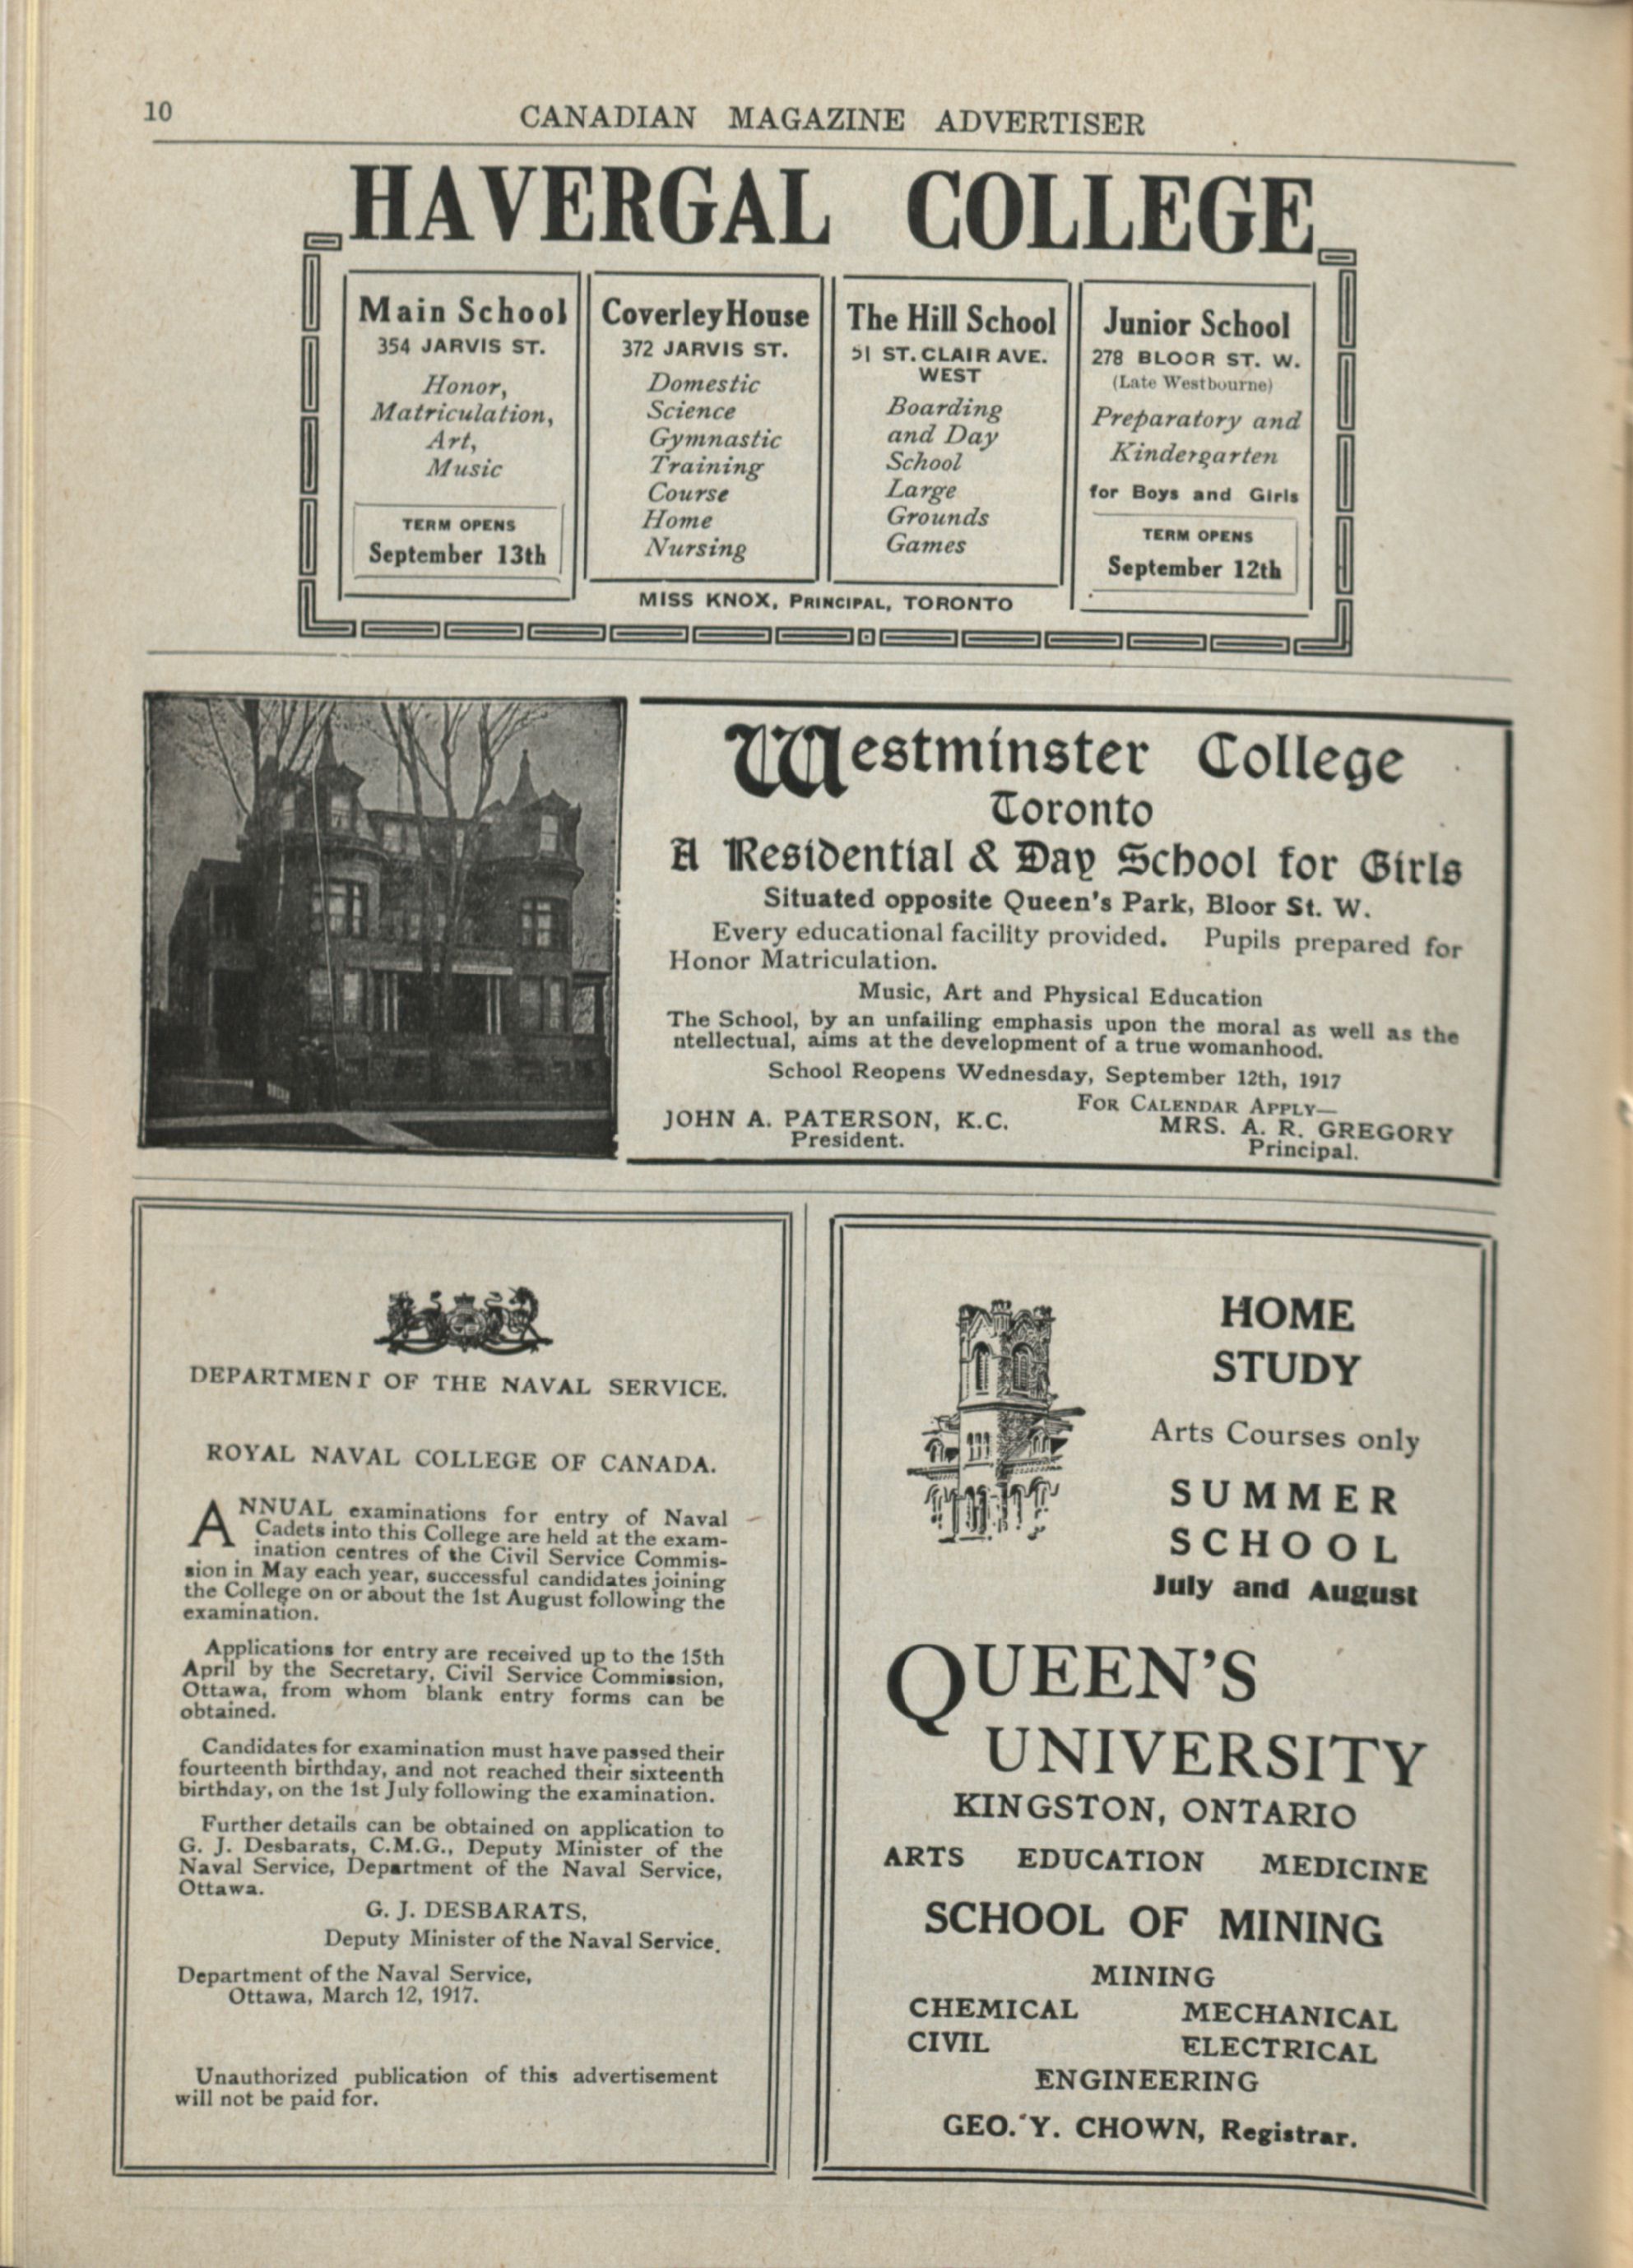 10
CANADIAN MAGAZINE ADVERTISER
HAVERGAL COLLEGE
Main School
354 JARVIS ST.
Honor,
Matriculation,
Art,
Music
TERM OPENS
September 13th
Coverley House
372 JARVIS ST.
Domestic
Science
Gymnastic
Training
Course
Home
Nursing
The Hill School
51 ST. CLAIR AVE.
WEST
Boarding
and Day
School
Large
Grounds
Games
Junior School
278 BLOOR ST. W.
(Late Westbourne)
Preparatory and
Kindergarten
for Boys and Girls
TERM OPENS
September 12th
MISS KNOX, PRINCIPAL, TORONTO
Westminster College
Toronto
A Residential & Day School for Girls
Situated opposite Queen's Park, Bloor St. W.
Every educational facility provided. Pupils prepared for
Honor Matriculation.
Music, Art and Physical Education
The School, by an unfailing emphasis upon the moral as well as the
ntellectual, aims at the development of a true womanhood.
School Reopens Wednesday, September 12th, 1917
JOHN A. PATERSON, K.C.
President.
FOR CALENDAR APPLY—
MRS. A. R. GREGORY
Principal.
DEPARTMENT OF THE NAVAL SERVICE.
ROYAL NAVAL COLLEGE OF CANADA.
ANNUAL examinations for entry of Naval
Cadets into this College are held at the exam-
ination centres of the Civil Service Commis-
sion in May each year, successful candidates joining
the College on or about the 1st August following the
examination.
Applications for entry are received up to the 15th
April by the Secretary, Civil Service Commission,
Ottawa, from whom blank entry forms can be
obtained.
Candidates for examination must have passed their
fourteenth birthday, and not reached their sixteenth
birthday, on the 1st July following the examination.
Further details can be obtained on application to
G. J. Desbarats, C.M.G., Deputy Minister of the
Naval Service, Department of the Naval Service,
Ottawa.
G. J. DESBARATS,
Deputy Minister of the Naval Service.
Department of the Naval Service,
Ottawa, March 12, 1917.
Unauthorized publication of this advertisement
will not be paid for.
HOME
STUDY
Arts Courses only
SUMMER
SCHOOL
July and August
QUEEN'S
UNIVERSITY
KINGSTON, ONTARIO
ARTS EDUCATION MEDICINE
SCHOOL OF MINING
MINING
CHEMICAL MECHANICAL
CIVIL ELECTRICAL
ENGINEERING
GEO. Y. CHOWN, Registrar.